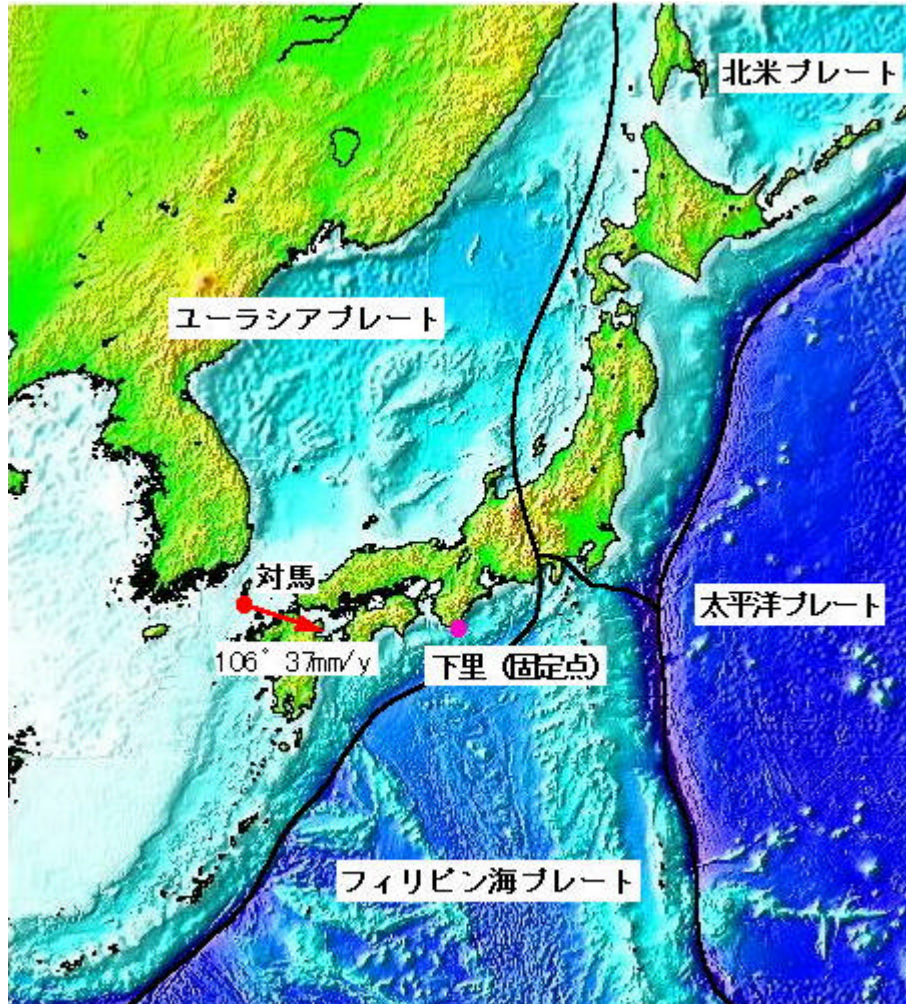 北米プレート
ユーラシアプレート
対馬
太平洋プレート
106°37mm/y
下里（固定点）
フィリピン海プレート